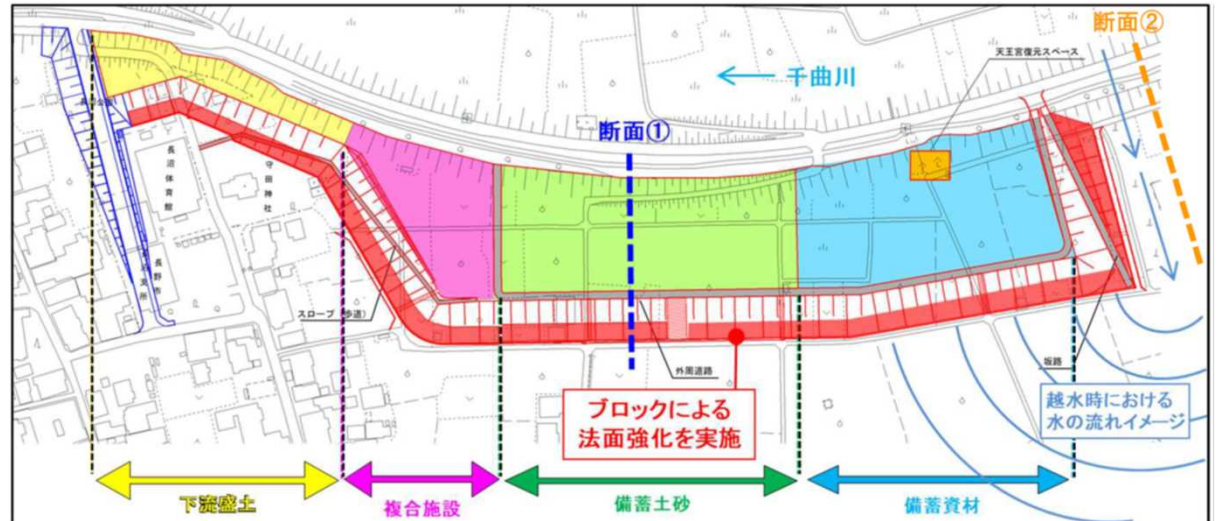 断面②
天王宮復元スペース
千曲川
断面①
長沼体育館
守田神社
長野市
支所
スロープ(歩道)
外周道路
坂路
ブロックによる
法面強化を実施
越水時における
水の流れイメージ
下流盛土
複合施設
備蓄土砂
備蓄資材